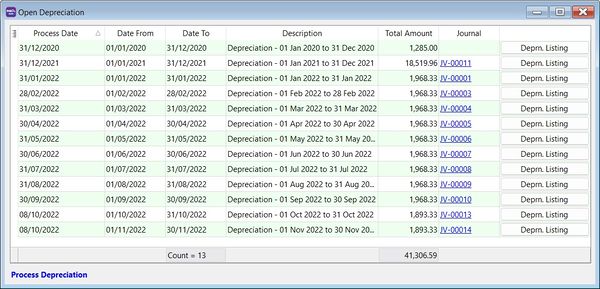 Open Depreciation
Process Date Date From Date To Description Total Amount Journal
31/12/2020 01/01/2020 31/12/2020 Depreciation - 01 Jan 2020 to 31 Dec 2020 1,285.00 Deprn. Listing
31/12/2021 01/01/2021 31/12/2021 Depreciation - 01 Jan 2021 to 31 Dec 2021 18,519.96 JV-00011 Deprn. Listing
31/01/2022 01/01/2022 31/01/2022 Depreciation - 01 Jan 2022 to 31 Jan 2022 1,968.33 JV-00001 Deprn. Listing
28/02/2022 01/02/2022 28/02/2022 Depreciation - 01 Feb 2022 to 28 Feb 2022 1,968.33 JV-00003 Deprn. Listing
31/03/2022 01/03/2022 31/03/2022 Depreciation - 01 Mar 2022 to 31 Mar 2022 1,968.33 JV-00004 Deprn. Listing
30/04/2022 01/04/2022 30/04/2022 Depreciation - 01 Apr 2022 to 30 Apr 2022 1,968.33 JV-00005 Deprn. Listing
31/05/2022 01/05/2022 31/05/2022 Depreciation - 01 May 2022 to 31 May 20... 1,968.33 JV-00006 Deprn. Listing
30/06/2022 01/06/2022 30/06/2022 Depreciation - 01 Jun 2022 to 30 Jun 2022 1,968.33 JV-00007 Deprn. Listing
31/07/2022 01/07/2022 31/07/2022 Depreciation - 01 Jul 2022 to 31 Jul 2022 1,968.33 JV-00008 Deprn. Listing
31/08/2022 01/08/2022 31/08/2022 Depreciation - 01 Aug 2022 to 31 Aug 20... 1,968.33 JV-00009 Deprn. Listing
30/09/2022 01/09/2022 30/09/2022 Depreciation - 01 Sep 2022 to 30 Sep 2022 1,968.33 JV-00010 Deprn. Listing
08/10/2022 01/10/2022 31/10/2022 Depreciation - 01 Oct 2022 to 31 Oct 2022 1,893.33 JV-00013 Deprn. Listing
08/10/2022 01/11/2022 30/11/2022 Depreciation - 01 Nov 2022 to 30 Nov 20... 1,893.33 JV-00014 Deprn. Listing
Count = 13 41,306.59
Process Depreciation